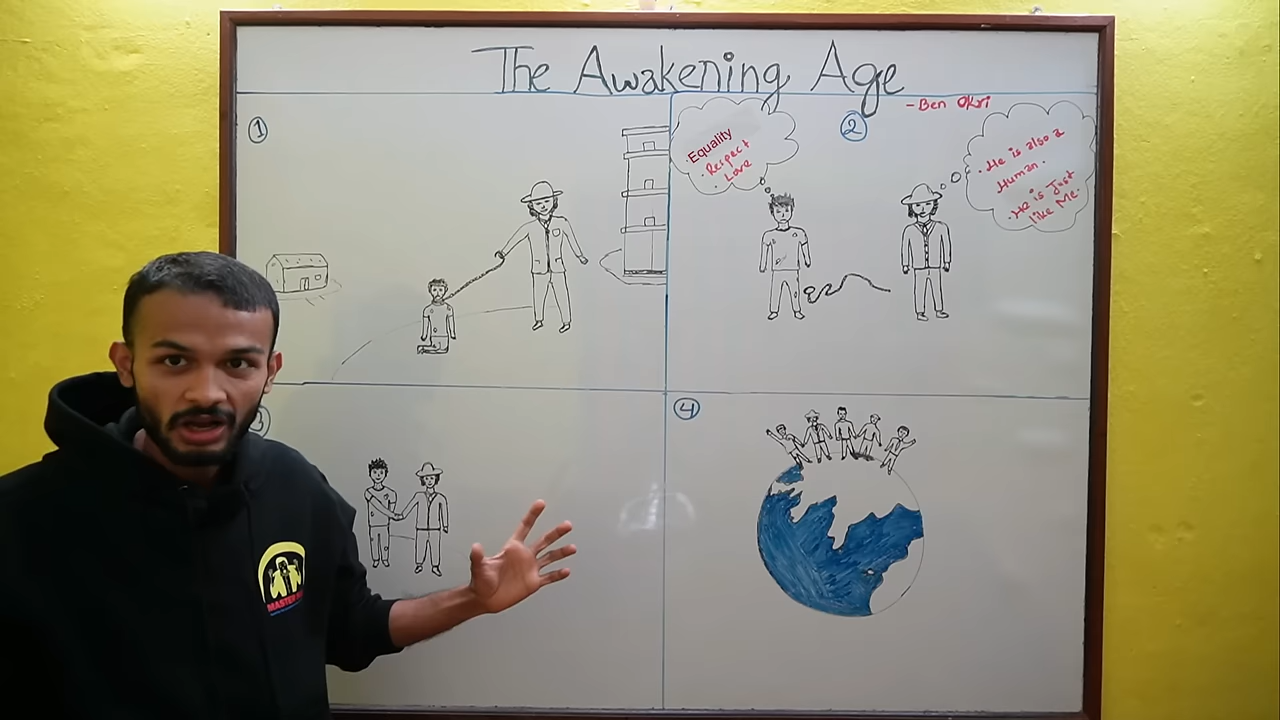 The Awakening Age
- Ben Okri
1
2
Equality
. Respect
. Love
. He is also a
Human.
. He is Just
like Me.
3
4